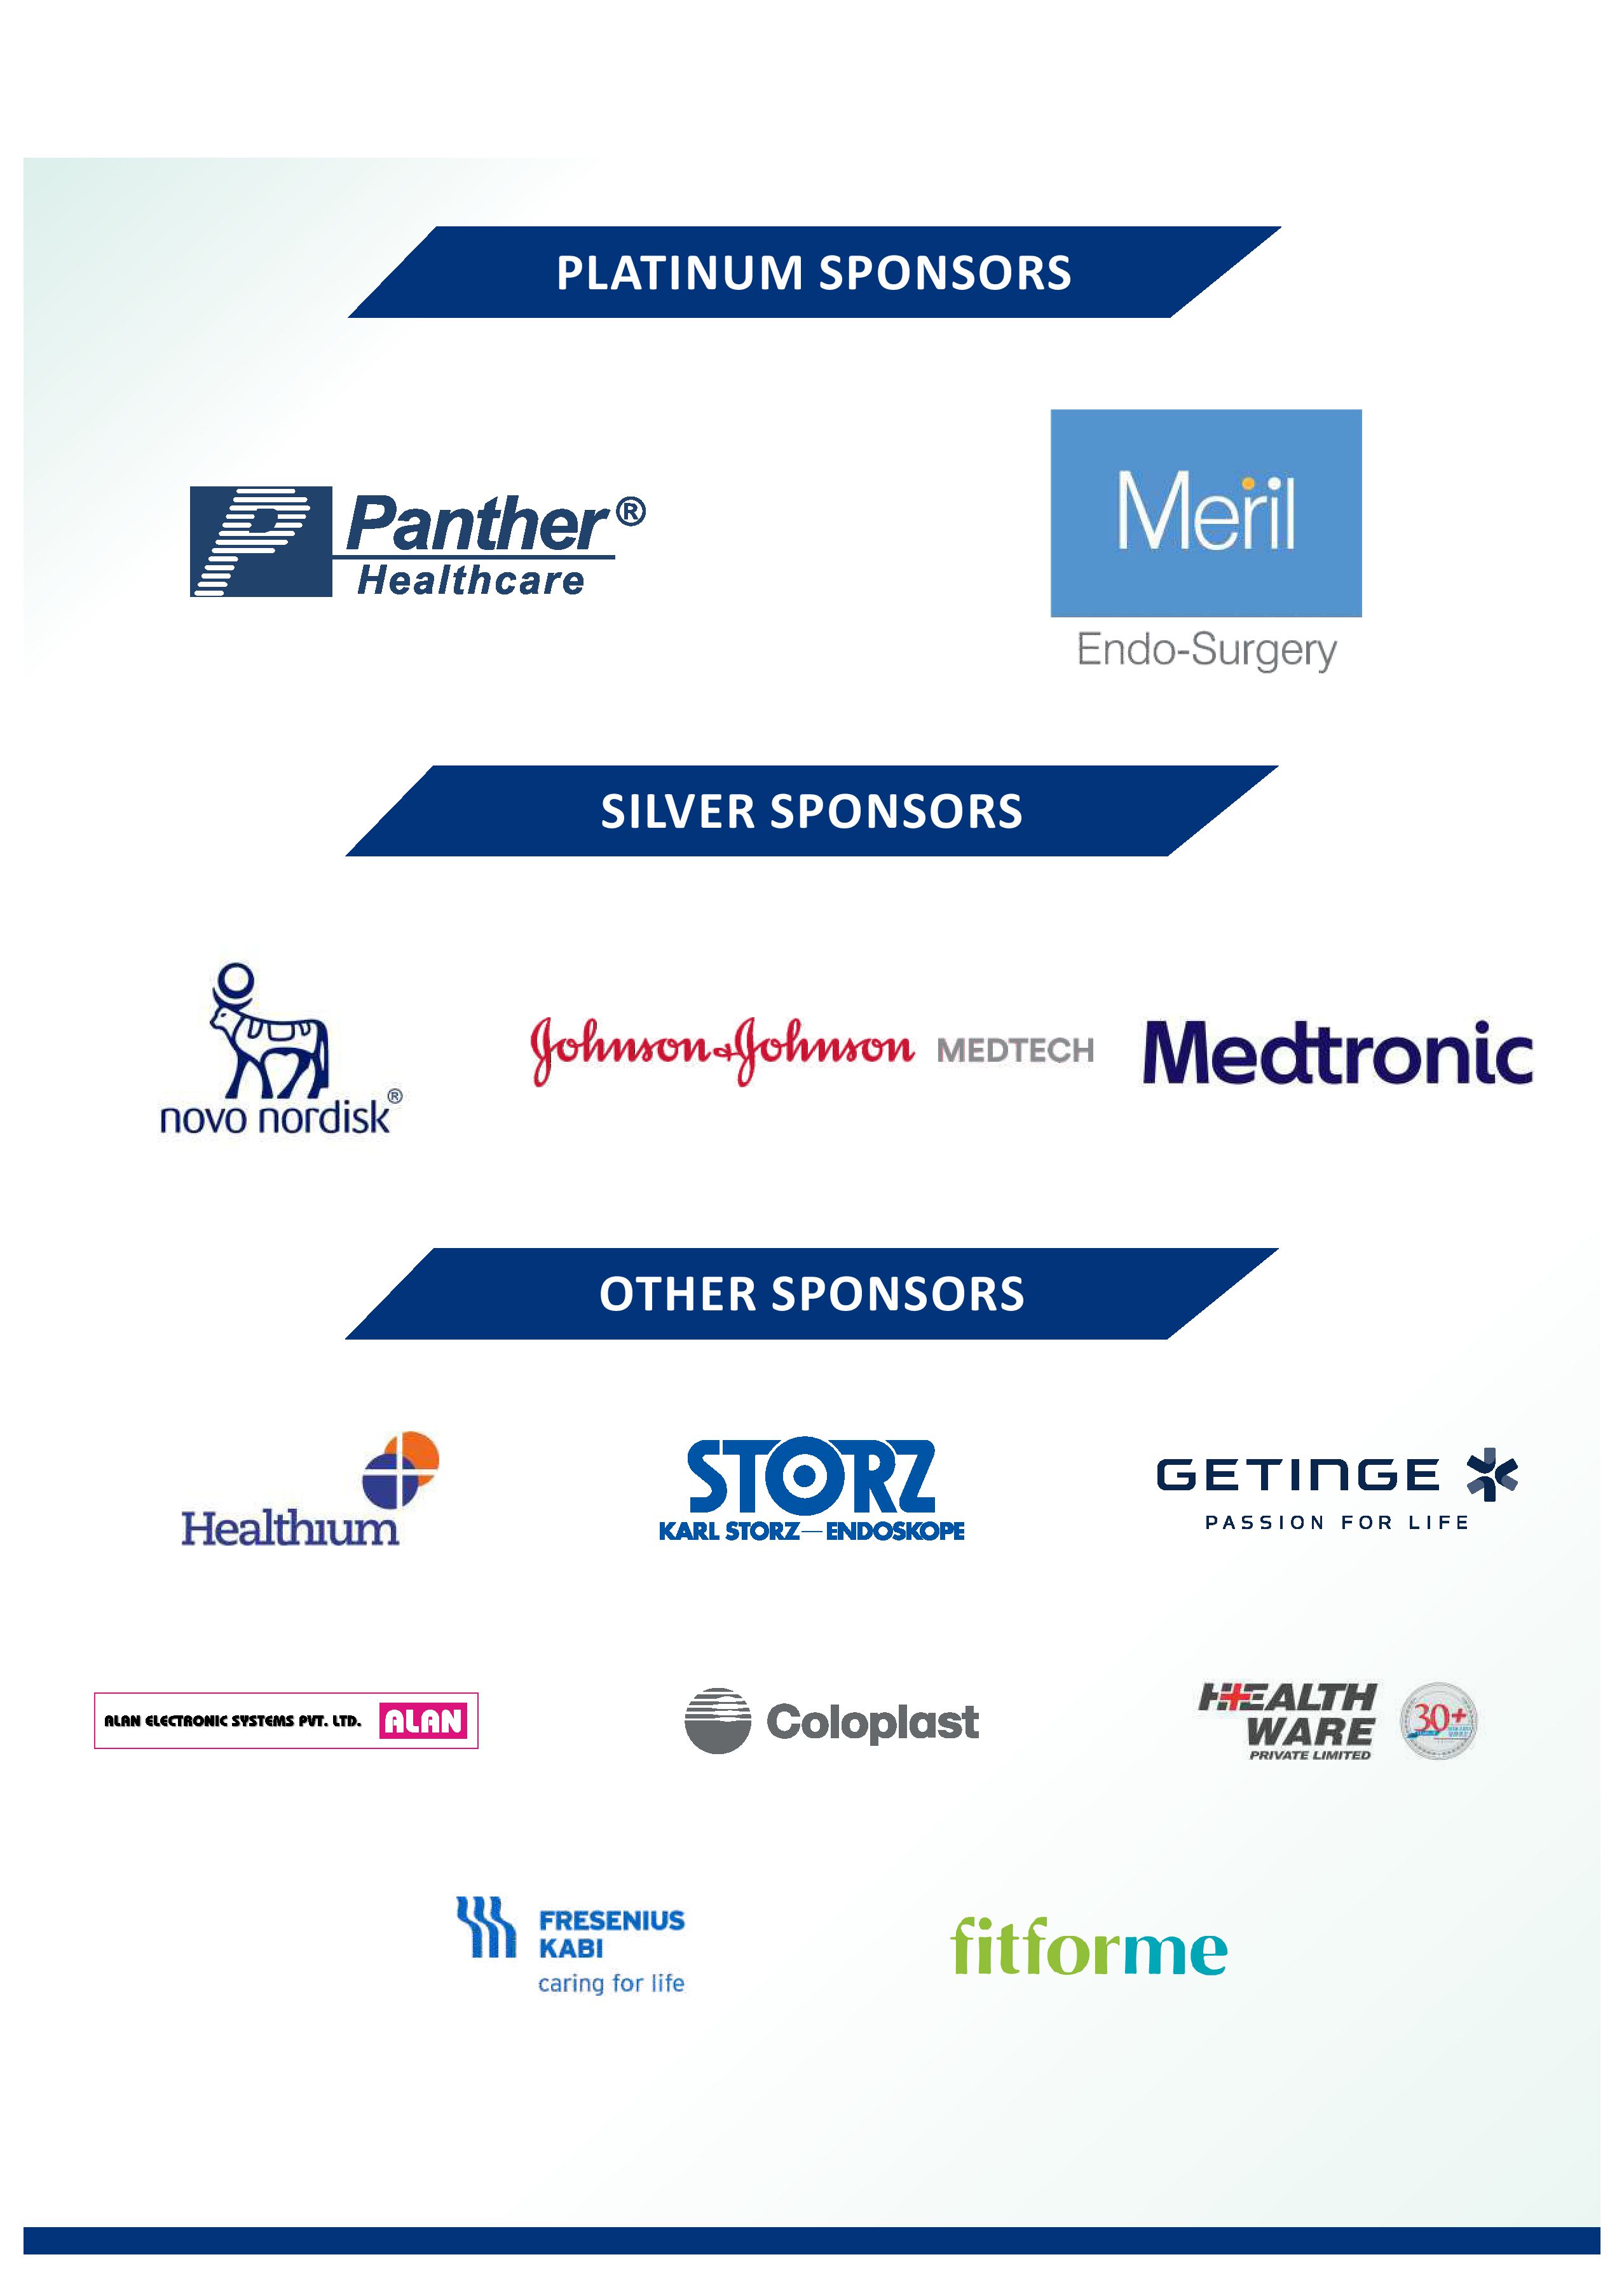 PLATINUM SPONSORS
Panther®
Healthcare
Meril
Endo-Surgery
SILVER SPONSORS
novo nordisk®
Johnson&Johnson MEDTECH
Medtronic
OTHER SPONSORS
Healthium
STORZ
KARL STORZ—ENDOSKOPE
GETINGE
PASSION FOR LIFE
ALAN ELECTRONIC SYSTEMS PVT. LTD. ALAN
Coloplast
HEALTH
WARE
PRIVATE LIMITED
30+
FRESENIUS
KABI
caring for life
fitforme